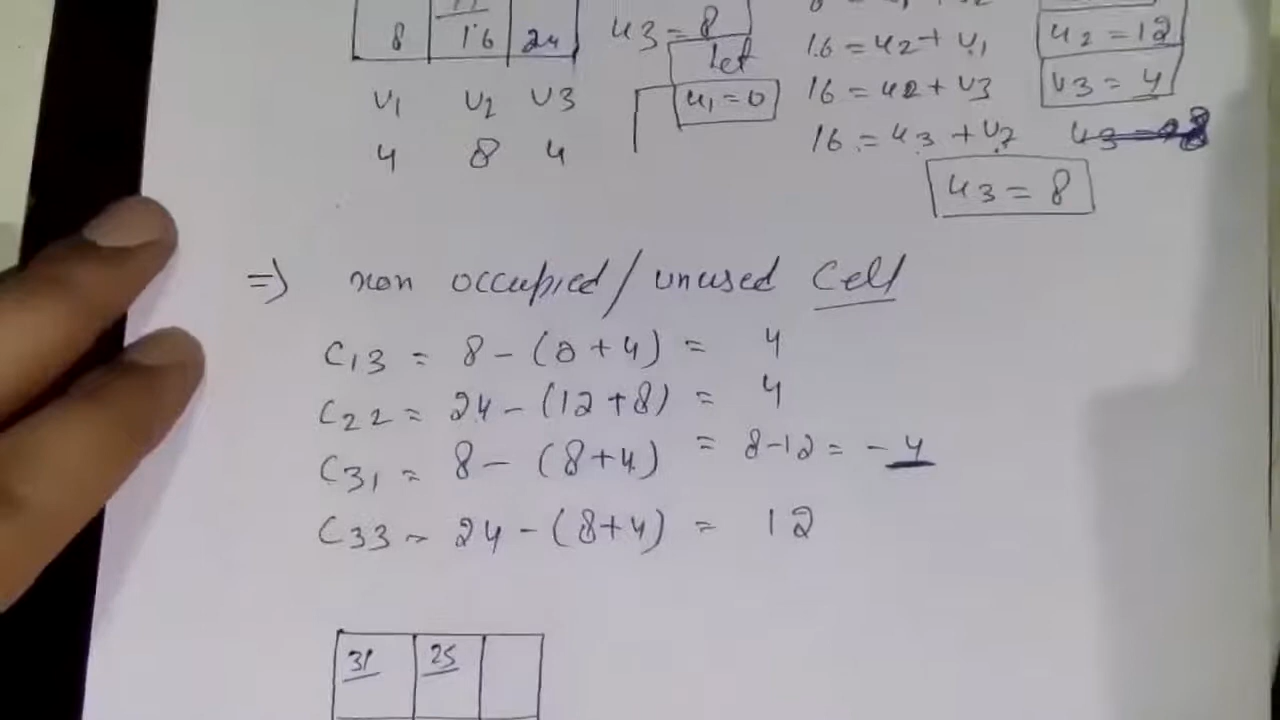 8 16 24
u3 = 8
let
u1 = 0
16 = u2 + v1
u2 = 12
16 = u2 + v3
v3 = 4
16 = u3 + v2
u3 = 8
v1 v2 v3
4 8 4
⇒ non occupied / unused Cell
C13 = 8 - (0 + 4) = 4
C22 = 24 - (12 + 8) = 4
C31 = 8 - (8 + 4) = 8 - 12 = - 4
C33 = 24 - (8 + 4) = 12
31 25